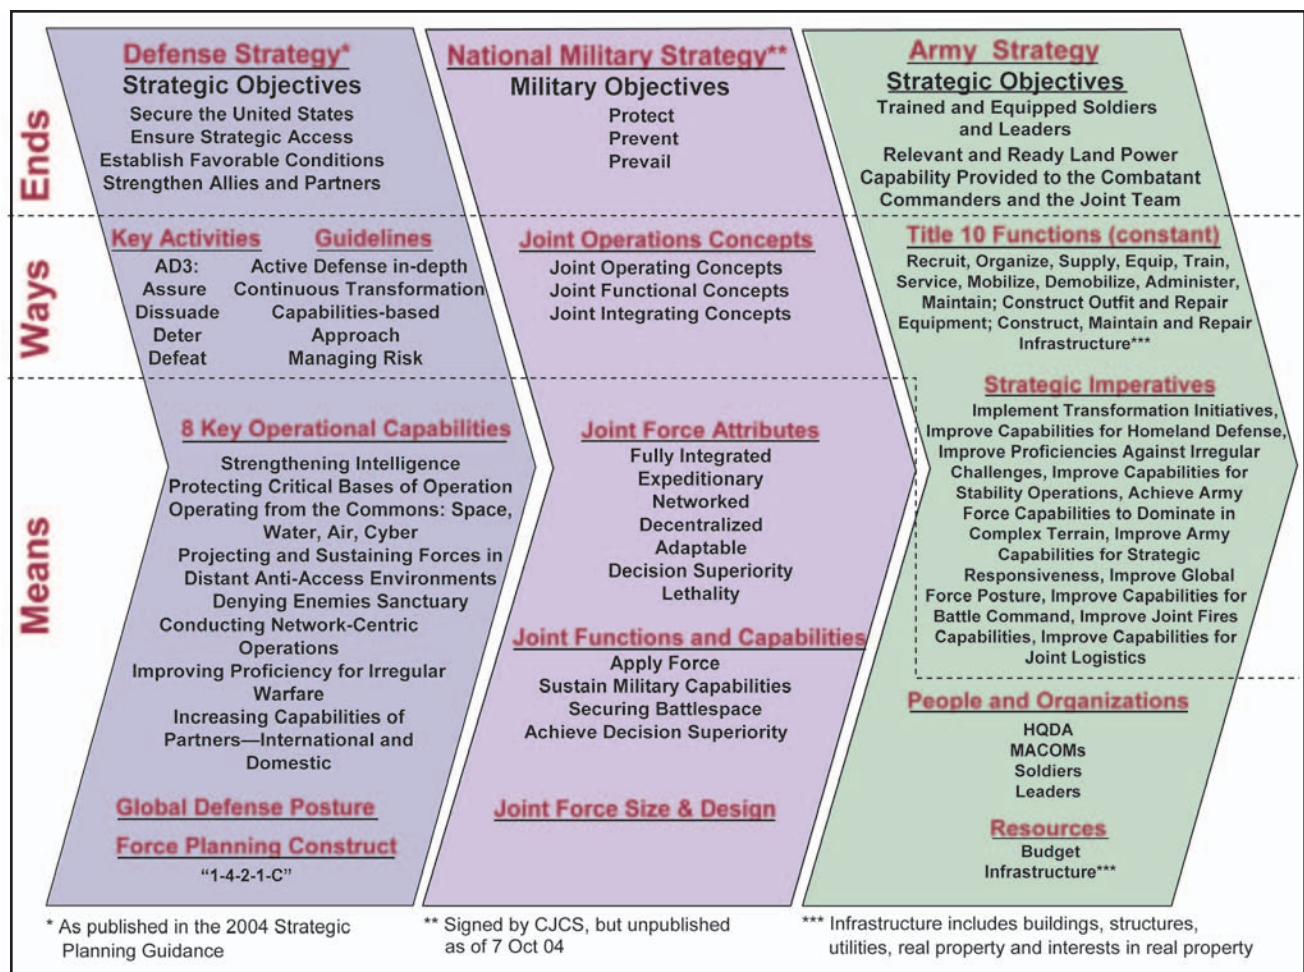 Ends
Ways
Means
Defense Strategy*
Strategic Objectives
Secure the United States
Ensure Strategic Access
Establish Favorable Conditions
Strengthen Allies and Partners
Key Activities
AD3:
Assure
Dissuade
Deter
Defeat
Guidelines
Active Defense in-depth
Continuous Transformation
Capabilities-based
Approach
Managing Risk
8 Key Operational Capabilities
Strengthening Intelligence
Protecting Critical Bases of Operation
Operating from the Commons: Space,
Water, Air, Cyber
Projecting and Sustaining Forces in
Distant Anti-Access Environments
Denying Enemies Sanctuary
Conducting Network-Centric
Operations
Improving Proficiency for Irregular
Warfare
Increasing Capabilities of
Partners—International and
Domestic
Global Defense Posture
Force Planning Construct
“1-4-2-1-C”
* As published in the 2004 Strategic
Planning Guidance
National Military Strategy**
Military Objectives
Protect
Prevent
Prevail
Joint Operations Concepts
Joint Operating Concepts
Joint Functional Concepts
Joint Integrating Concepts
Joint Force Attributes
Fully Integrated
Expeditionary
Networked
Decentralized
Adaptable
Decision Superiority
Lethality
Joint Functions and Capabilities
Apply Force
Sustain Military Capabilities
Securing Battlespace
Achieve Decision Superiority
Joint Force Size & Design
** Signed by CJCS, but unpublished
as of 7 Oct 04
Army Strategy
Strategic Objectives
Trained and Equipped Soldiers
and Leaders
Relevant and Ready Land Power
Capability Provided to the Combatant
Commanders and the Joint Team
Title 10 Functions (constant)
Recruit, Organize, Supply, Equip, Train,
Service, Mobilize, Demobilize, Administer,
Maintain; Construct Outfit and Repair
Equipment; Construct, Maintain and Repair
Infrastructure***
Strategic Imperatives
Implement Transformation Initiatives,
Improve Capabilities for Homeland Defense,
Improve Proficiencies Against Irregular
Challenges, Improve Capabilities for
Stability Operations, Achieve Army
Force Capabilities to Dominate in
Complex Terrain, Improve Army
Capabilities for Strategic
Responsiveness, Improve Global
Force Posture, Improve Capabilities for
Battle Command, Improve Joint Fires
Capabilities, Improve Capabilities for
Joint Logistics
People and Organizations
HQDA
MACOMs
Soldiers
Leaders
Resources
Budget
Infrastructure***
*** Infrastructure includes buildings, structures,
utilities, real property and interests in real property